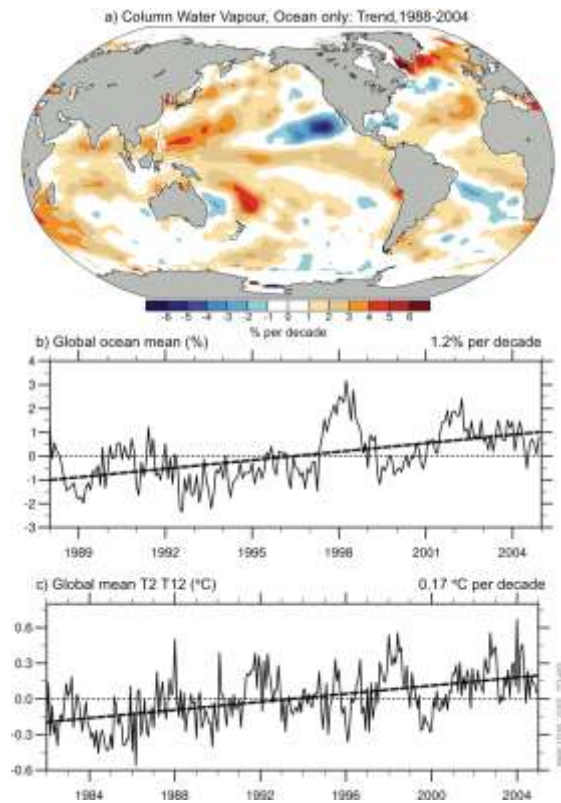 a) Column Water Vapour, Ocean only: Trend,1988-2004
-6 -5 -4 -3 -2 -1 0 1 2 3 4 5 6
% per decade
b) Global ocean mean (%) 1.2% per decade
4
3
2
1
0
-1
-2
-3
1989 1992 1995 1998 2001 2004
c) Global mean T2 T12 (°C) 0.17 °C per decade
0.6
0.3
0.0
-0.3
-0.6
1984 1988 1992 1996 2000 2004